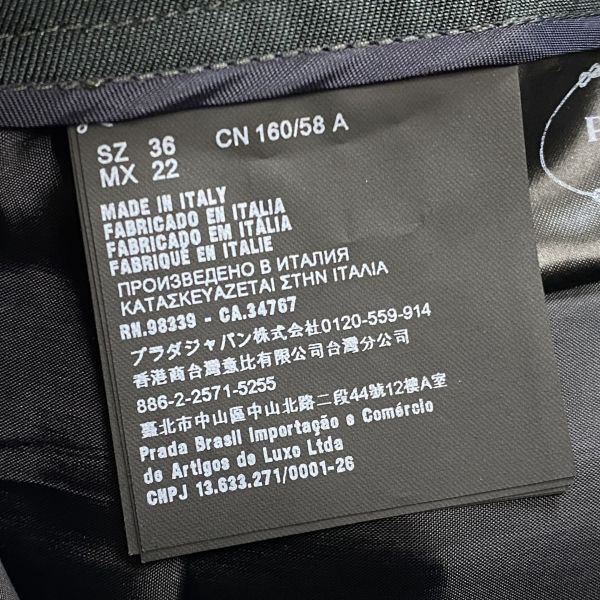 SZ 36 CN 160/58 A
MX 22
MADE IN ITALY
FABRICADO EN ITALIA
FABRICADO EM ITÁLIA
FABRIQUÉ EN ITALIE
ПРОИЗВЕДЕНО В ИТАЛИЯ
ΚΑΤΑΣΚΕΥΑΖΕΤΑΙ ΣΤΗΝ ΙΤΑΛΙΑ
RN.98339 - CA.34767
プラダジャパン株式会社0120-559-914
香港商台灣意比有限公司台灣分公司
886-2-2571-5255
臺北市中山區中山北路二段44號12樓A室
Prada Brasil Importação e Comércio
de Artigos de Luxo Ltda
CNPJ 13.633.271/0001-26